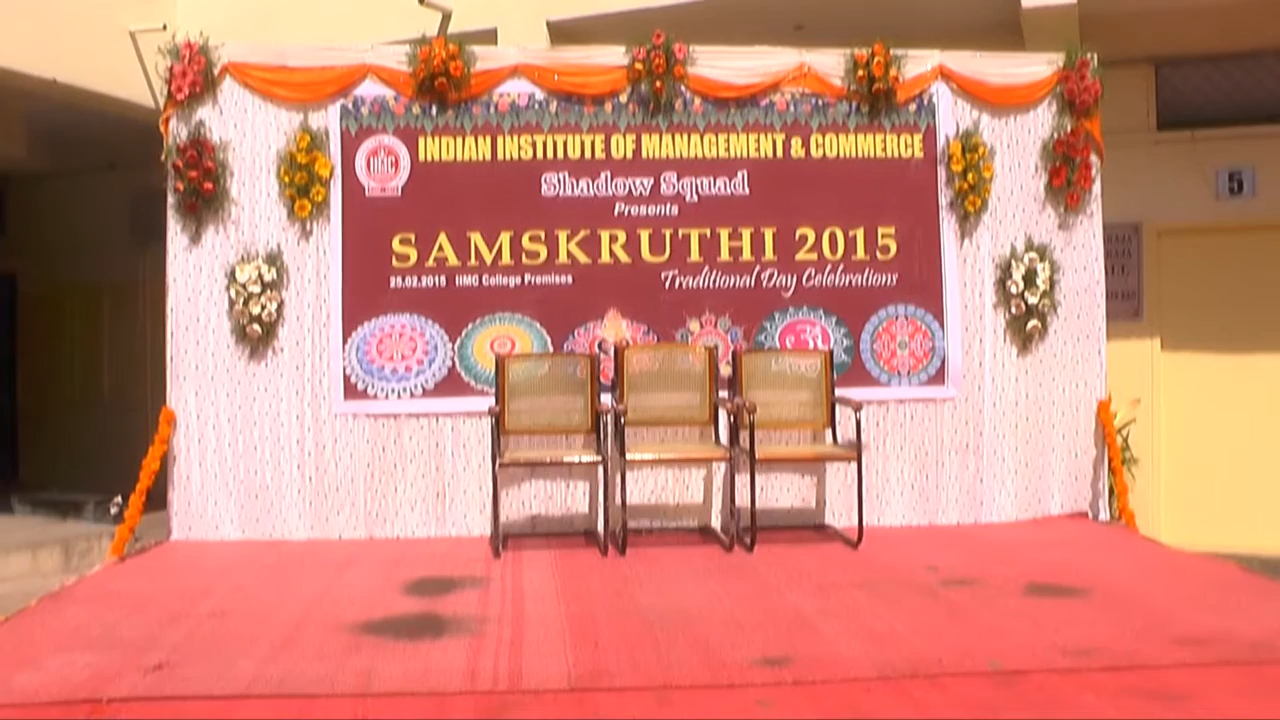 INDIAN INSTITUTE OF MANAGEMENT & COMMERCE
IIMC
Shadow Squad
Presents
SAMSKRUTHI 2015
25.02.2015 IIMC College Premises
Traditional Day Celebrations
5